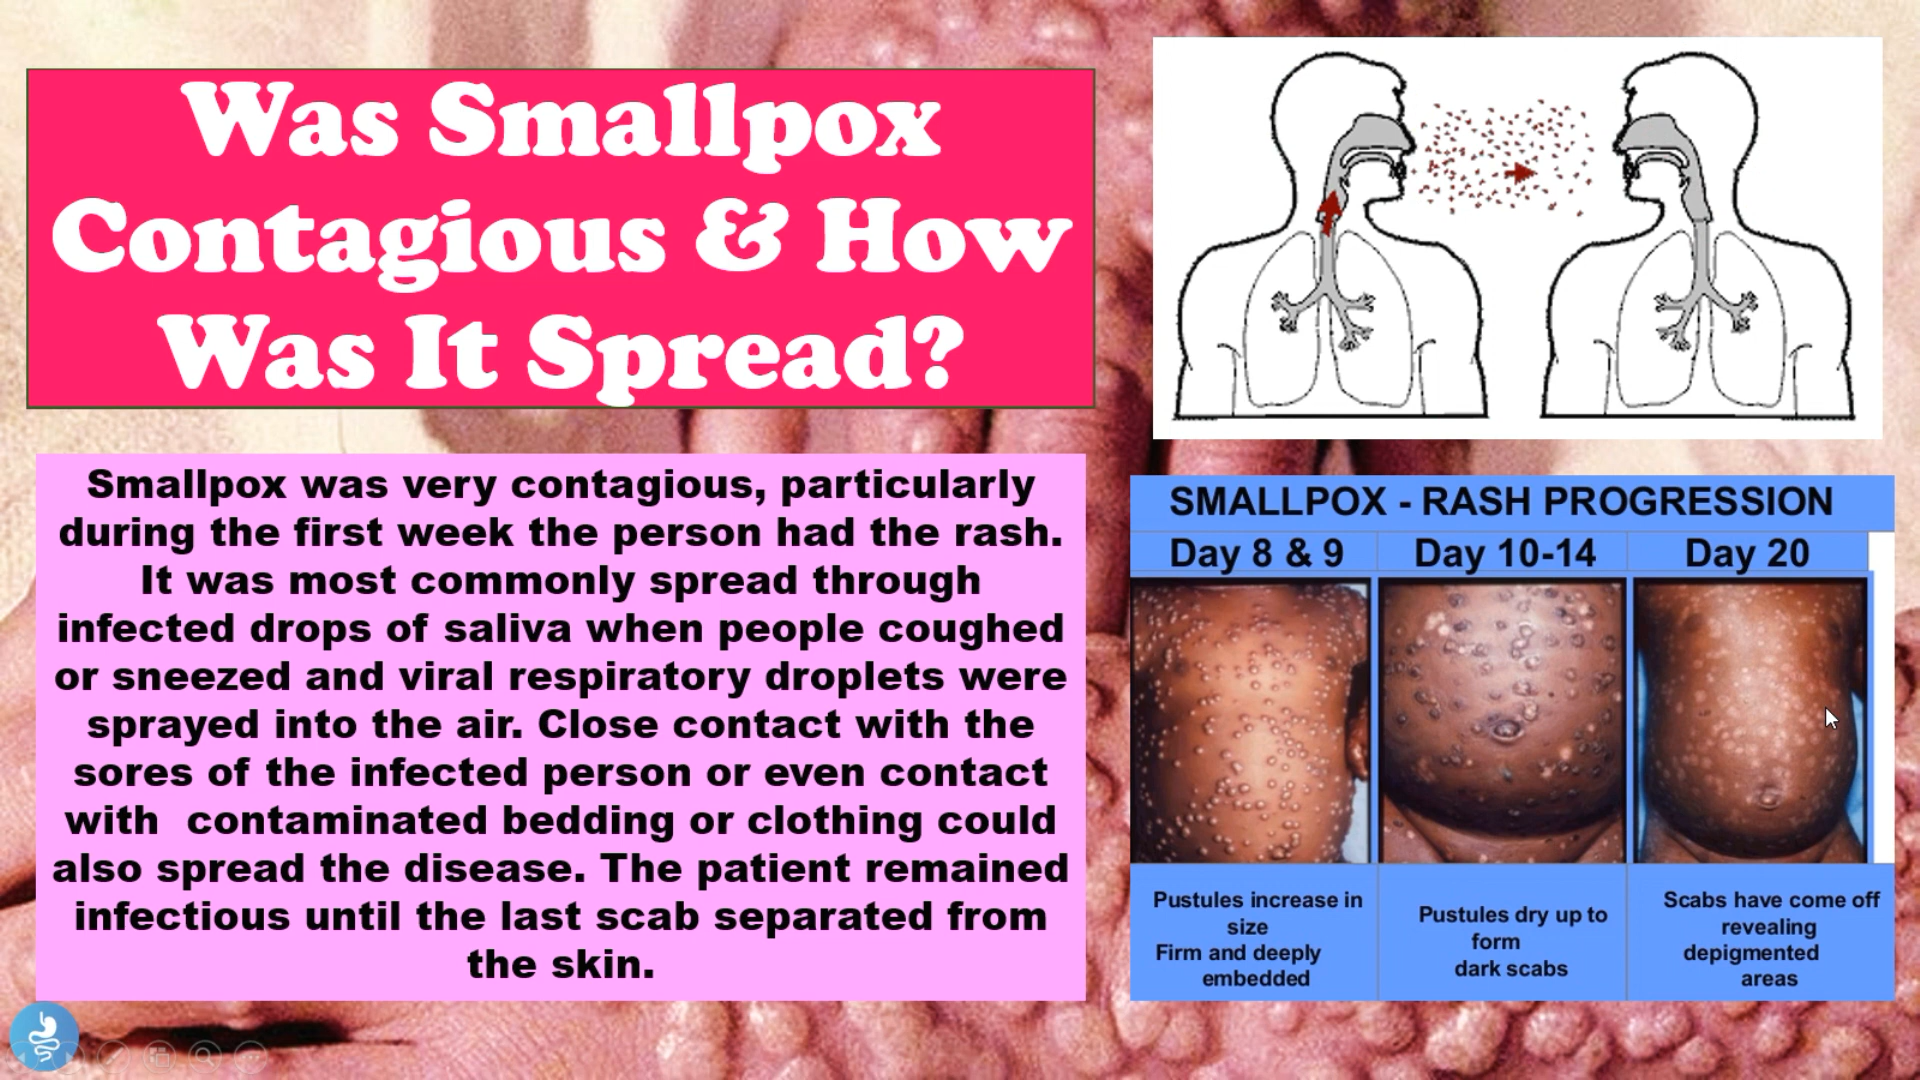 Was Smallpox
Contagious & How
Was It Spread?
Smallpox was very contagious, particularly
during the first week the person had the rash.
It was most commonly spread through
infected drops of saliva when people coughed
or sneezed and viral respiratory droplets were
sprayed into the air. Close contact with the
sores of the infected person or even contact
with  contaminated bedding or clothing could
also spread the disease. The patient remained
infectious until the last scab separated from
the skin.
SMALLPOX - RASH PROGRESSION
Day 8 & 9
Pustules increase in
size
Firm and deeply
embedded
Day 10-14
Pustules dry up to
form
dark scabs
Day 20
Scabs have come off
revealing
depigmented
areas